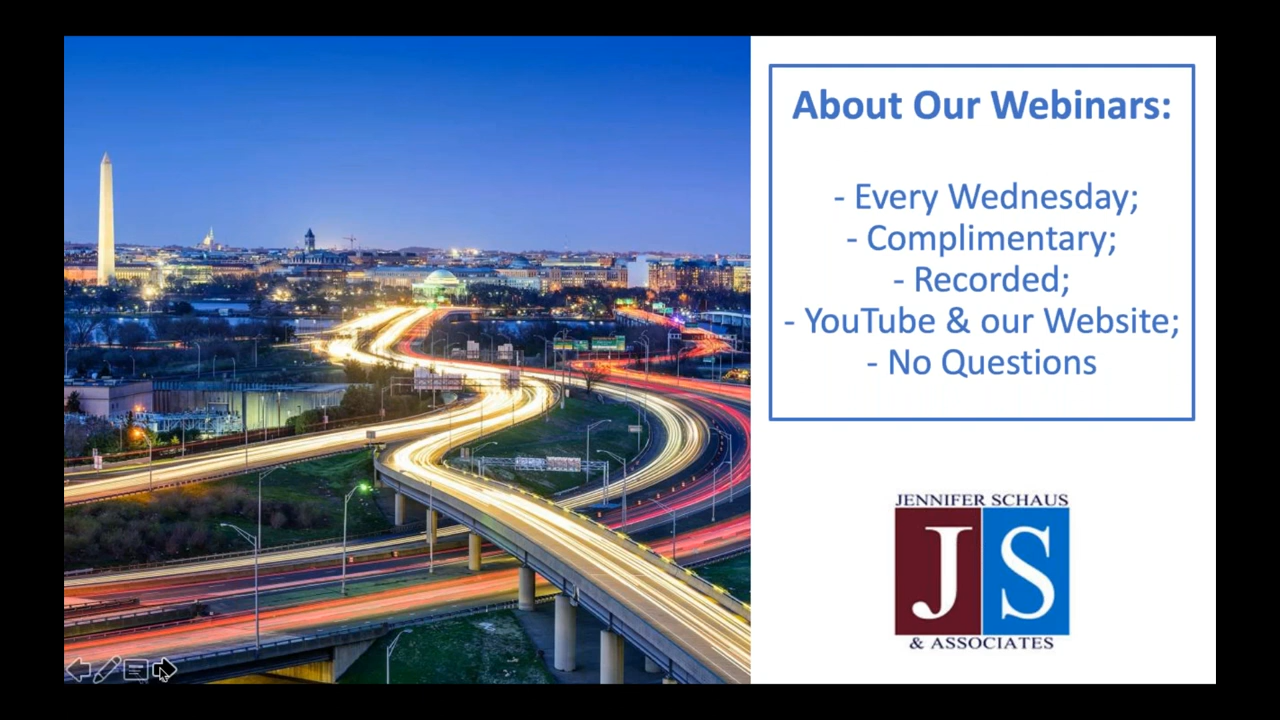 About Our Webinars:
- Every Wednesday;
- Complimentary;
- Recorded;
- YouTube & our Website;
- No Questions
JENNIFER SCHAUS
JS
& ASSOCIATES